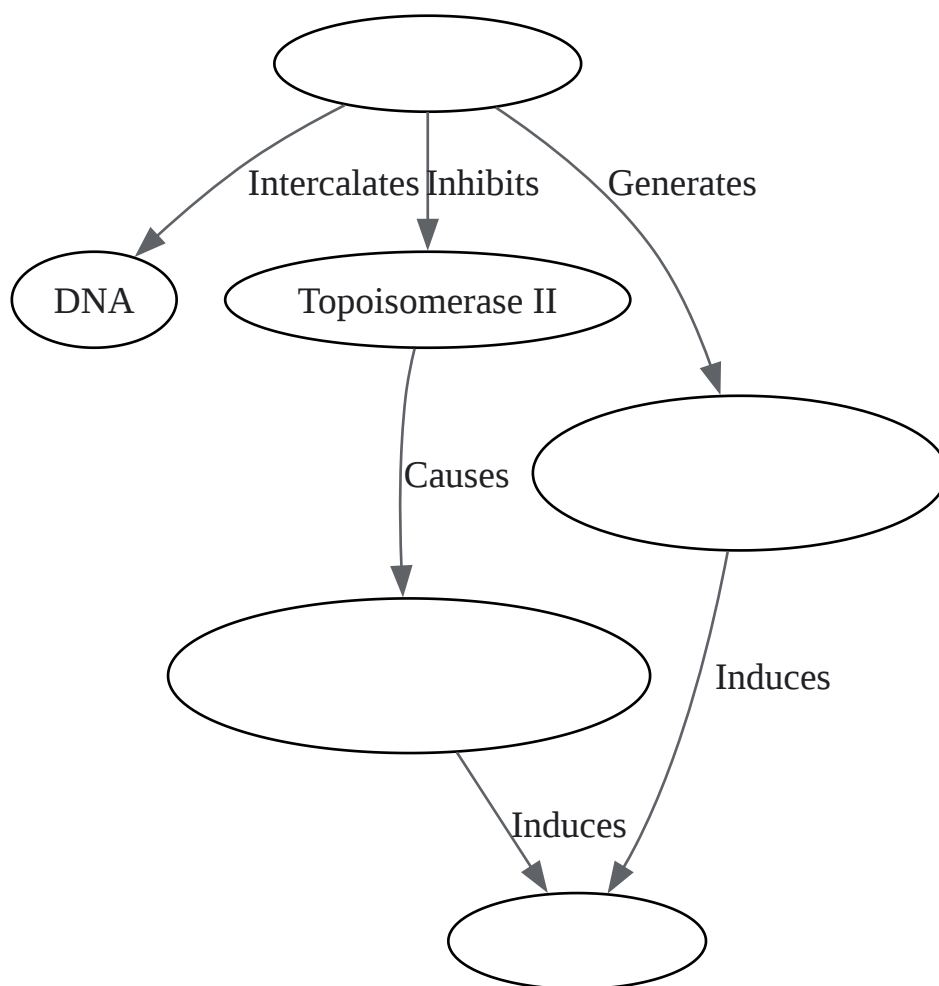 Intercalates
Inhibits
Generates
DNA
Topoisomerase II
Causes
Induces
Induces